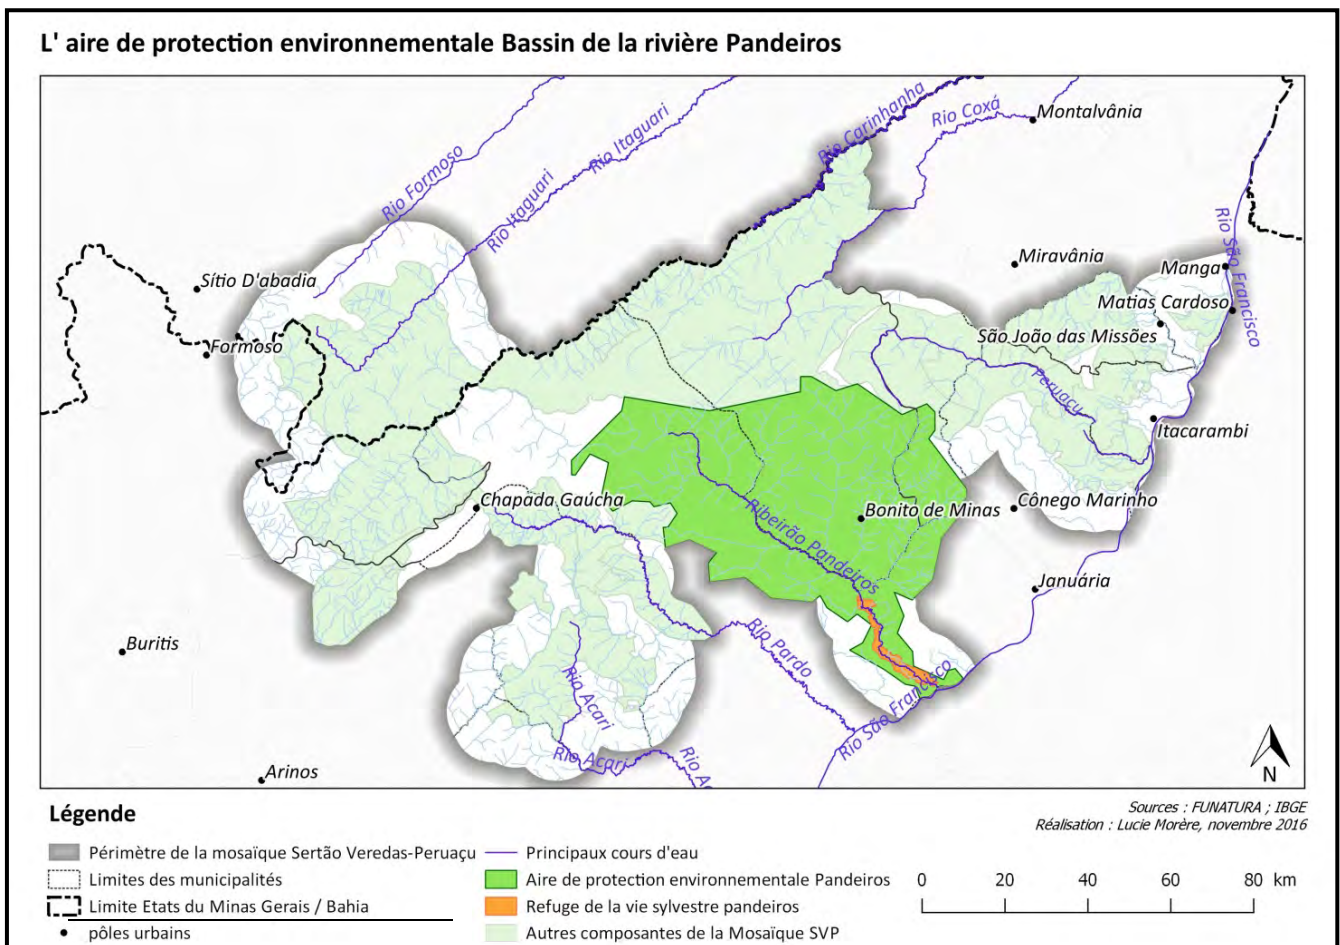 L' aire de protection environnementale Bassin de la rivière Pandeiros
Rio Carinhanha
Rio Coxá
Montalvânia
Rio Formoso
Rio Itaguari
Rio Itaguari
Rio São Francisco
Sítio D'abadia
Miravânia
Manga
Matias Cardoso
Formoso
São João das Missões
Peruaçu
Itacarambi
Chapada Gaúcha
Ribeirão Pandeiros
Bonito de Minas
Cônego Marinho
Januária
Buritis
Rio Pardo
Rio Acari
Rio São Francisco
Rio Acari
Rio A
Arinos
N
Légende
Sources : FUNATURA ; IBGE
Réalisation : Lucie Morère, novembre 2016
Périmètre de la mosaïque Sertão Veredas-Peruaçu
Limites des municipalités
Limite Etats du Minas Gerais / Bahia
pôles urbains
Principaux cours d'eau
Aire de protection environnementale Pandeiros
Refuge de la vie sylvestre pandeiros
Autres composantes de la Mosaïque SVP
0 20 40 60 80 km